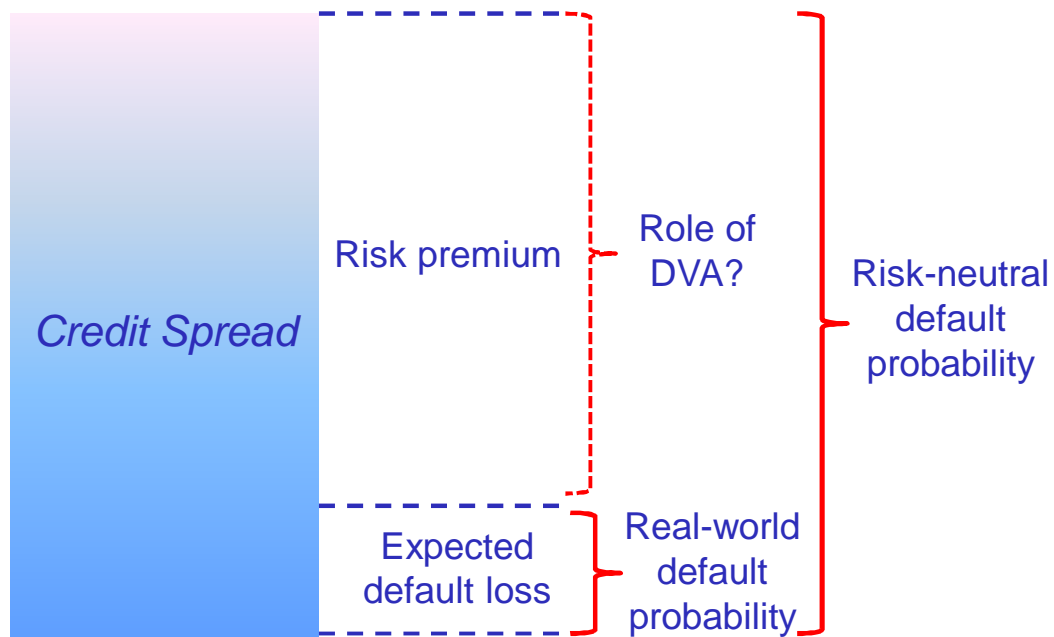 Credit Spread
Risk premium
Role of
DVA?
Risk-neutral
default
probability
Expected
default loss
Real-world
default
probability